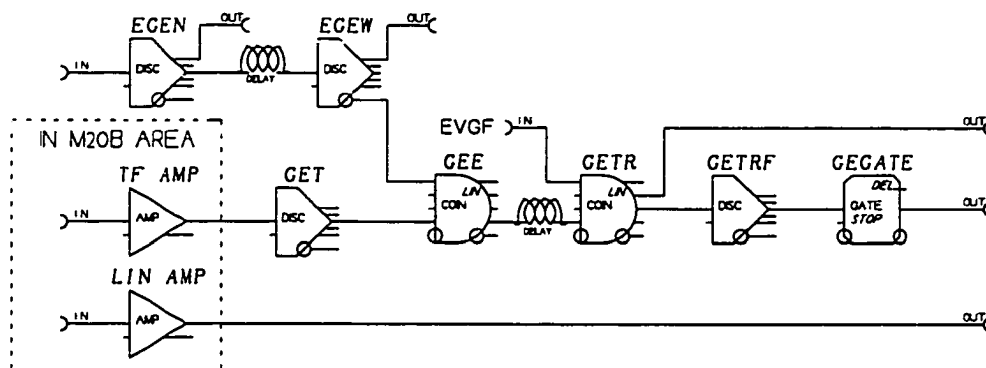 OUT OUT
EGEN EGEW
IN DISC DELAY DISC
IN M20B AREA EVGF IN OUT
TF AMP GET GEE GETR GETRF GEGATE
LIN LIN DEL
IN AMP DISC COIN COIN DISC GATE OUT
STOP
DELAY
LIN AMP
IN AMP OUT